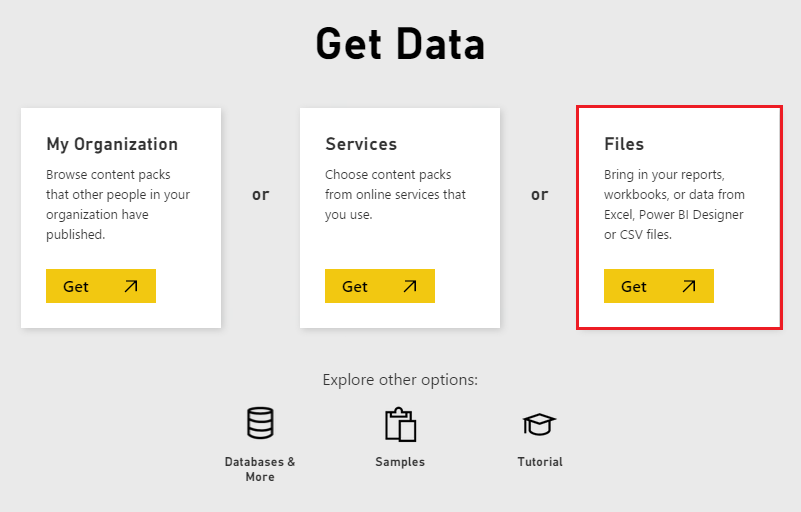 Get Data
My Organization
Browse content packs
that other people in your
organization have
published.
Get
or
Services
Choose content packs
from online services that
you use.
Get
or
Files
Bring in your reports,
workbooks, or data from
Excel, Power BI Designer
or CSV files.
Get
Explore other options:
Databases &
More
Samples
Tutorial